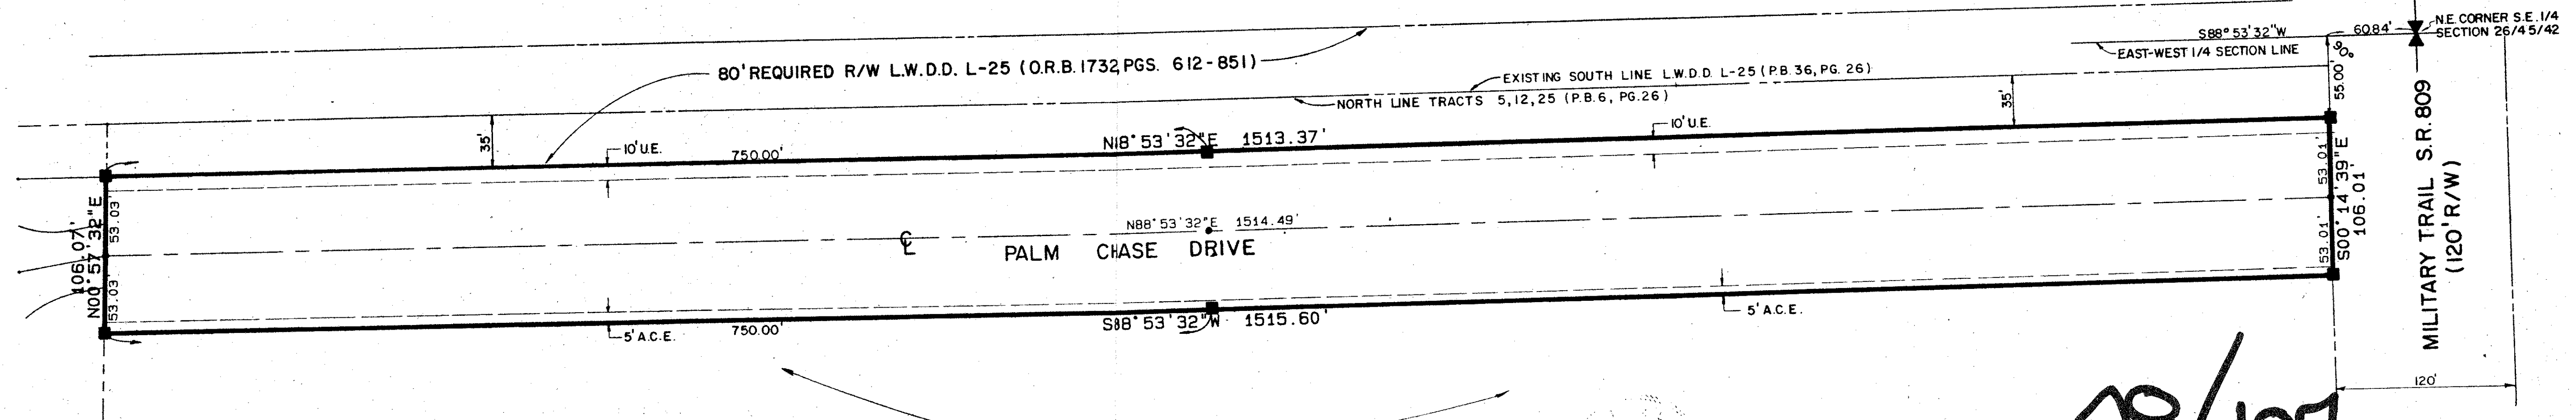 N.E. CORNER S.E. 1/4
SECTION 26/45/42
S88° 53' 32"W
60.84'
EAST-WEST 1/4 SECTION LINE
90°
80' REQUIRED R/W L.W.D.D. L-25 (O.R.B. 1732, PGS. 612-851)
EXISTING SOUTH LINE L.W.D.D. L-25 (P.B. 36, PG. 26)
NORTH LINE TRACTS 5, 12, 25 (P.B. 6, PG. 26)
55.00'
35'
35'
10' U.E.
750.00'
N18° 53' 32"E 1513.37'
10' U.E.
106.07'
N00° 57' 32"E
53.03'
53.03'
N88° 53' 32"E 1514.49'
℄ PALM CHASE DRIVE
53.01'
53.01'
S00° 14' 39"E
106.01'
MILITARY TRAIL S.R. 809
(120' R/W)
5' A.C.E.
750.00'
S88° 53' 32"W 1515.60'
5' A.C.E.
120'